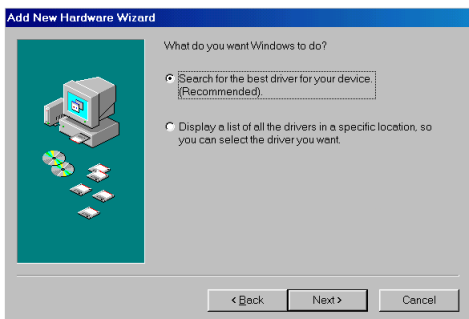 Add New Hardware Wizard
What do you want Windows to do?
Search for the best driver for your device.
(Recommended).
Display a list of all the drivers in a specific location, so
you can select the driver you want.
< Back
Next >
Cancel